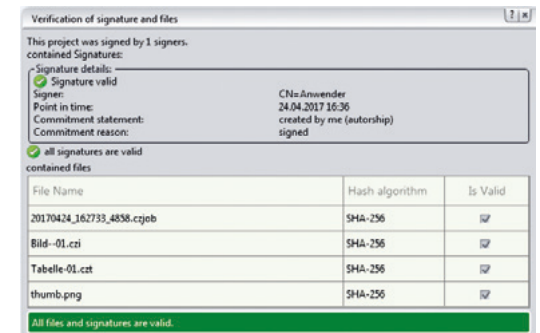 Verification of signature and files
This project was signed by 1 signers.
contained Signatures:
Signature details:
Signature valid
Signer: CN=Anwender
Point in time: 24.04.2017 16:36
Commitment statement: created by me (autorship)
Commitment reason: signed
all signatures are valid
contained files
File Name Hash algorithm Is Valid
20170424_162733_4858.czjob SHA-256
Bild--01.czi SHA-256
Tabelle-01.czt SHA-256
thumb.png SHA-256
All files and signatures are valid.